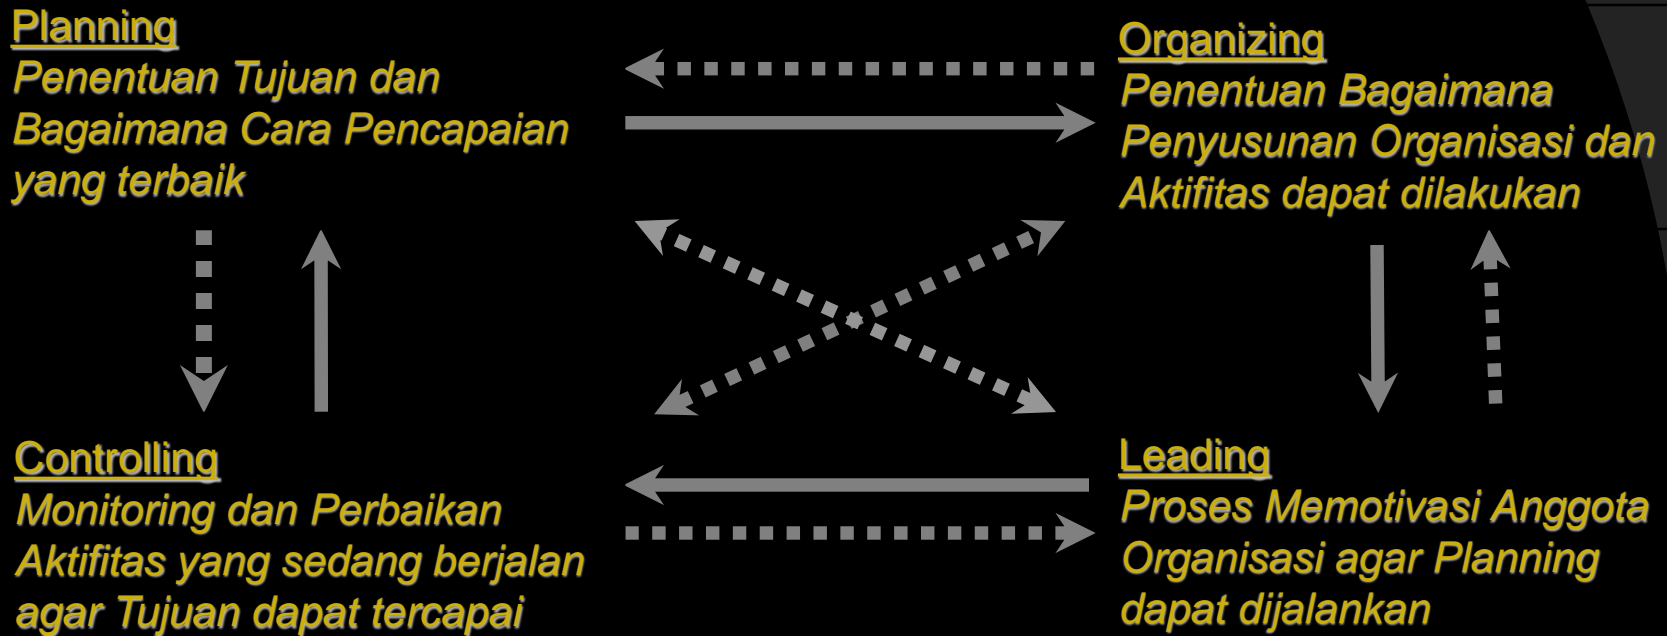 Planning
Penentuan Tujuan dan
Bagaimana Cara Pencapaian
yang terbaik
Organizing
Penentuan Bagaimana
Penyusunan Organisasi dan
Aktifitas dapat dilakukan
Controlling
Monitoring dan Perbaikan
Aktifitas yang sedang berjalan
agar Tujuan dapat tercapai
Leading
Proses Memotivasi Anggota
Organisasi agar Planning
dapat dijalankan